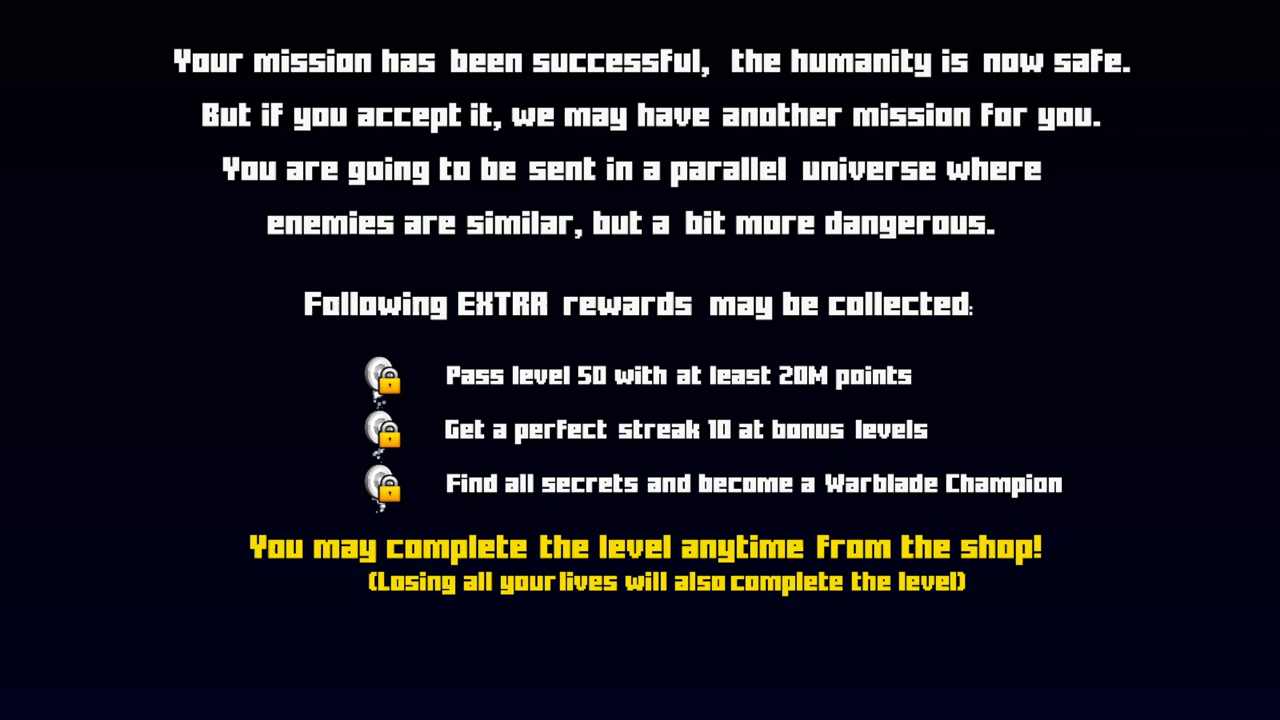 Your mission has been successful, the humanity is now safe.
But if you accept it, we may have another mission for you.
You are going to be sent in a parallel universe where
enemies are similar, but a bit more dangerous.
Following EXTRA rewards may be collected:
Pass level 50 with at least 20M points
Get a perfect streak 10 at bonus levels
Find all secrets and become a Warblade Champion
You may complete the level anytime from the shop!
(Losing all your lives will also complete the level)